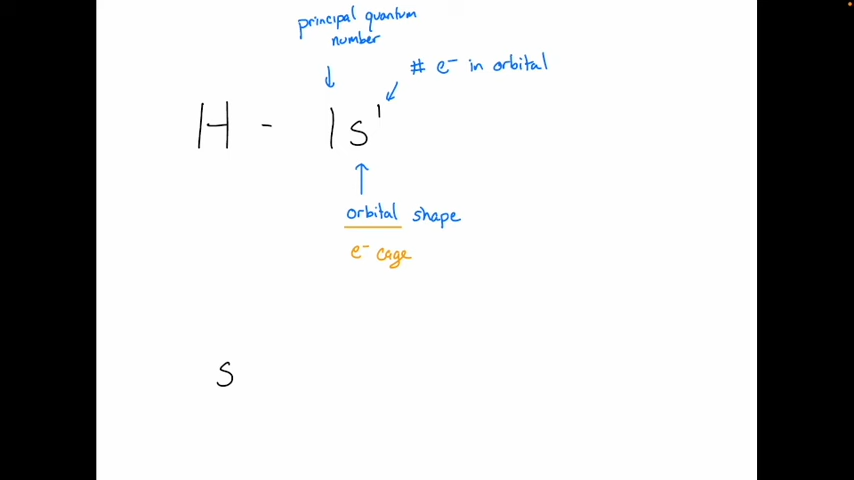 principal quantum
number
# e⁻ in orbital
H - 1s¹
orbital shape
e⁻ cage
s